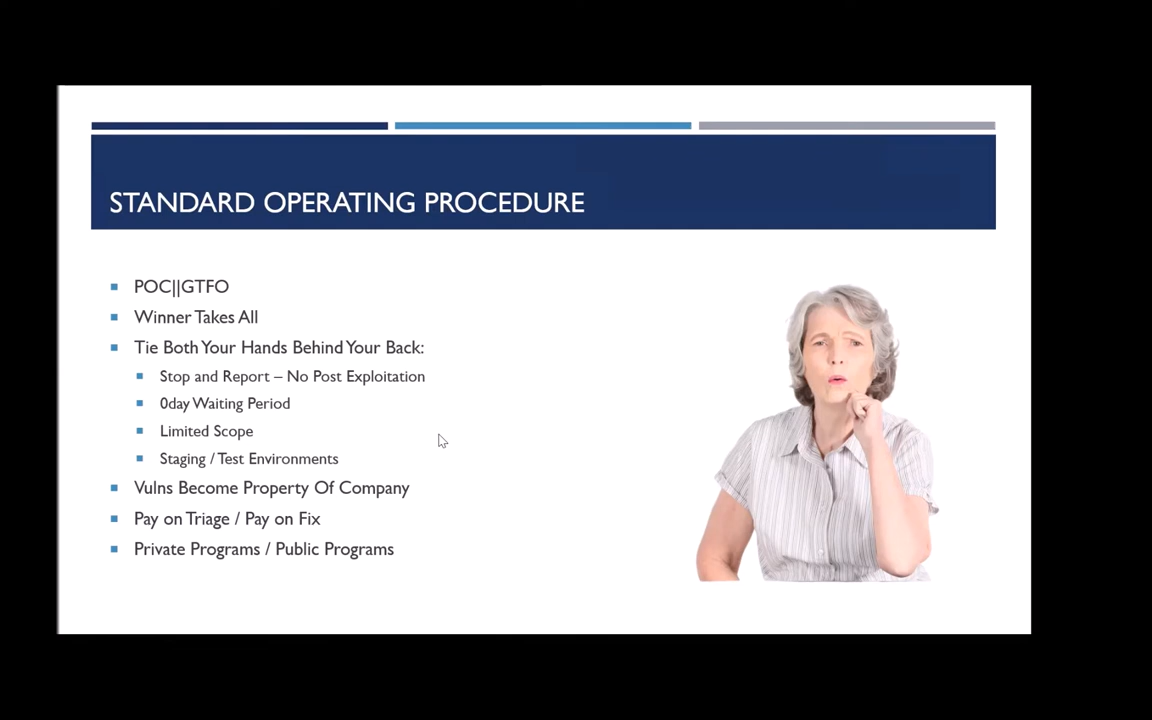 STANDARD OPERATING PROCEDURE
POC||GTFO
Winner Takes All
Tie Both Your Hands Behind Your Back:
Stop and Report – No Post Exploitation
0day Waiting Period
Limited Scope
Staging / Test Environments
Vulns Become Property Of Company
Pay on Triage / Pay on Fix
Private Programs / Public Programs